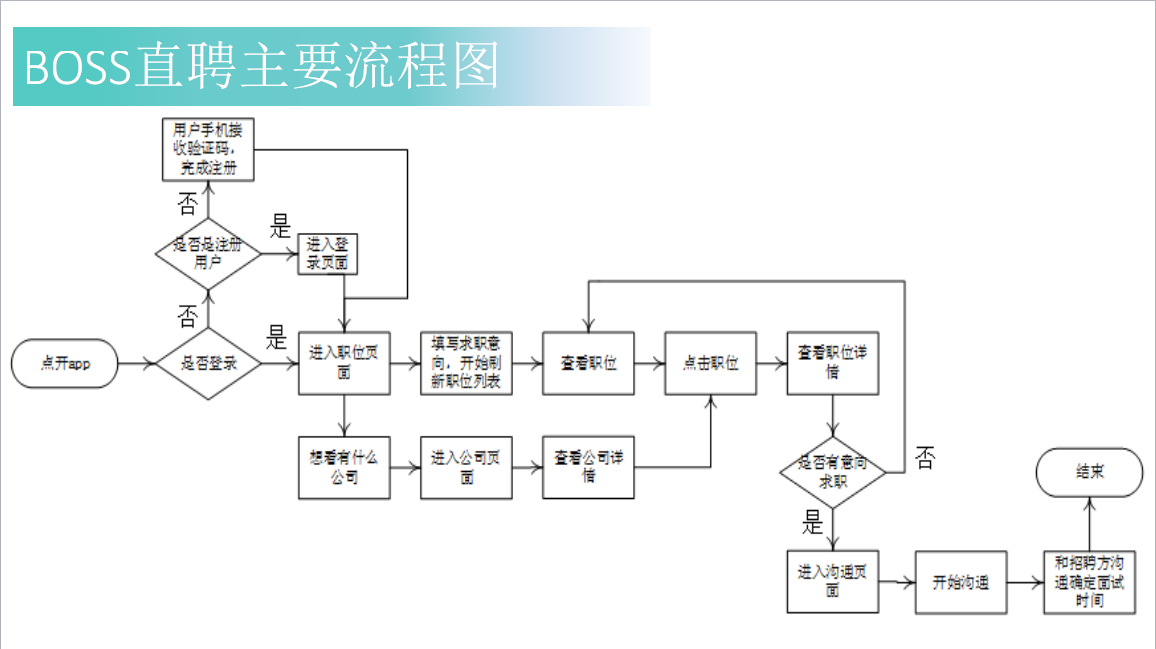 BOSS直聘主要流程图
用户手机接
收验证码，
完成注册
否
是
是否是注册
用户
进入登
录页面
否
是
点开app
是否登录
进入职位页
面
填写求职意
向，开始刷
新职位列表
查看职位
点击职位
查看职位详
情
想看有什么
公司
进入公司页
面
查看公司详
情
是否有意向
求职
否
结束
是
进入沟通页
面
开始沟通
和招聘方沟
通确定面试
时间